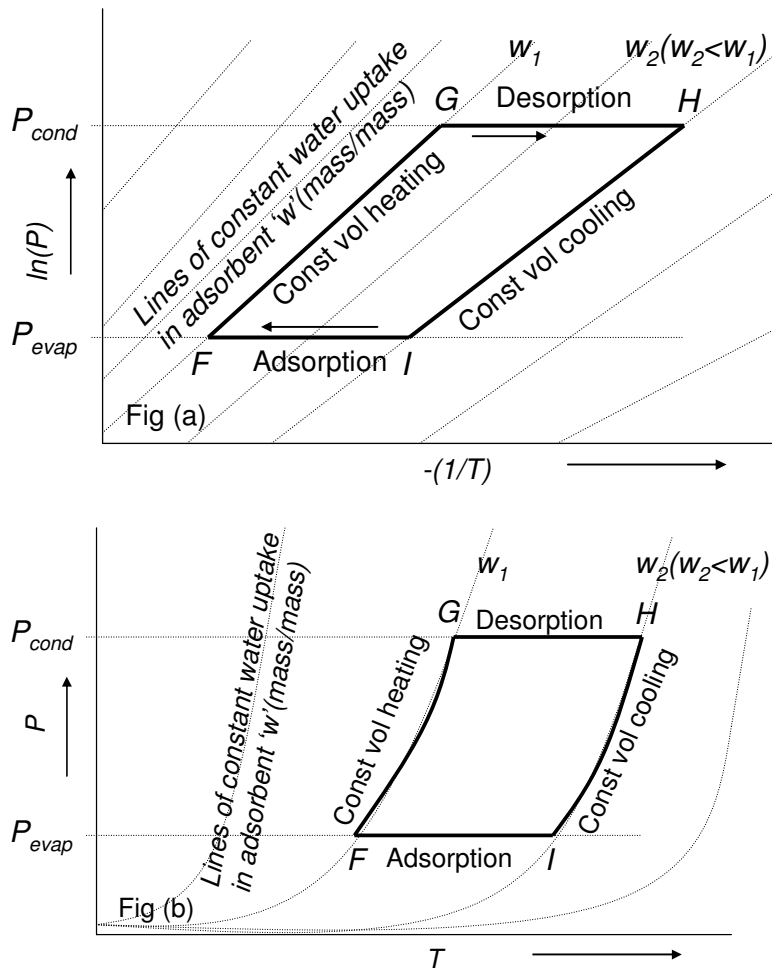 w1
w2(w2<w1)
G
Desorption
H
Pcond
Lines of constant water uptake
in adsorbent ‘w’(mass/mass)
Const vol heating
Const vol cooling
ln(P)
Pevap
F
Adsorption
I
Fig (a)
-(1/T)
Lines of constant water uptake
in adsorbent ‘w’(mass/mass)
w1
w2(w2<w1)
G
Desorption
H
Pcond
Const vol heating
Const vol cooling
P
Pevap
F
Adsorption
I
Fig (b)
T